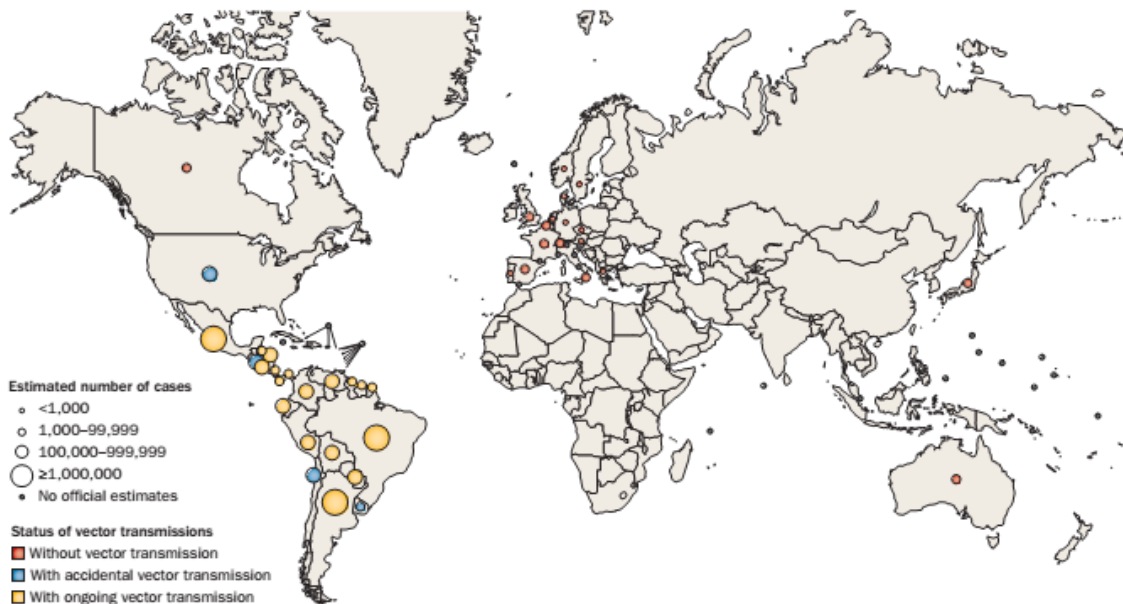 Estimated number of cases
<1,000
1,000–99,999
100,000–999,999
≥1,000,000
No official estimates
Status of vector transmissions
Without vector transmission
With accidental vector transmission
With ongoing vector transmission